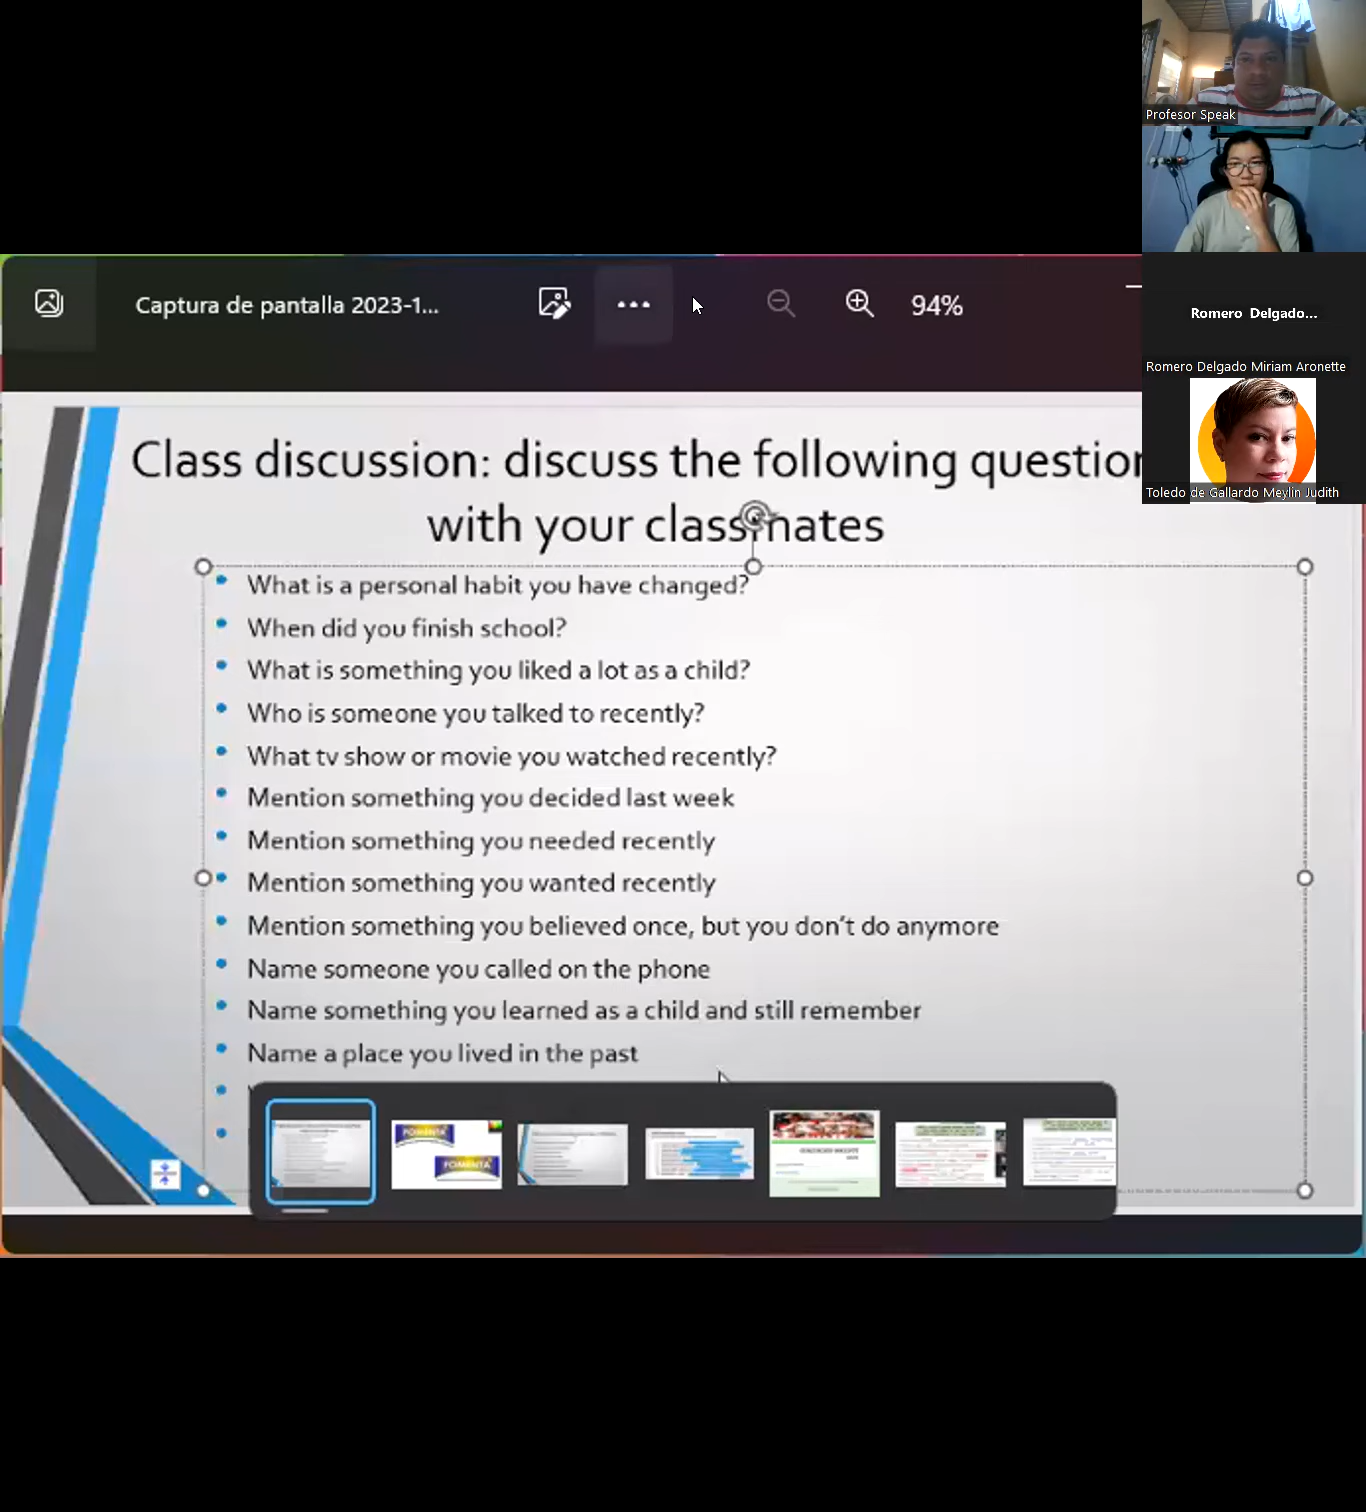 Profesor Speak
Romero Delgado...
Romero Delgado Miriam Aronette
Toledo de Gallardo Meylin Judith
Captura de pantalla 2023-1...
94%
Class discussion: discuss the following question
with your classmates
What is a personal habit you have changed?
When did you finish school?
What is something you liked a lot as a child?
Who is someone you talked to recently?
What tv show or movie you watched recently?
Mention something you decided last week
Mention something you needed recently
Mention something you wanted recently
Mention something you believed once, but you don't do anymore
Name someone you called on the phone
Name something you learned as a child and still remember
Name a place you lived in the past
FOMENTA
FOMENTA